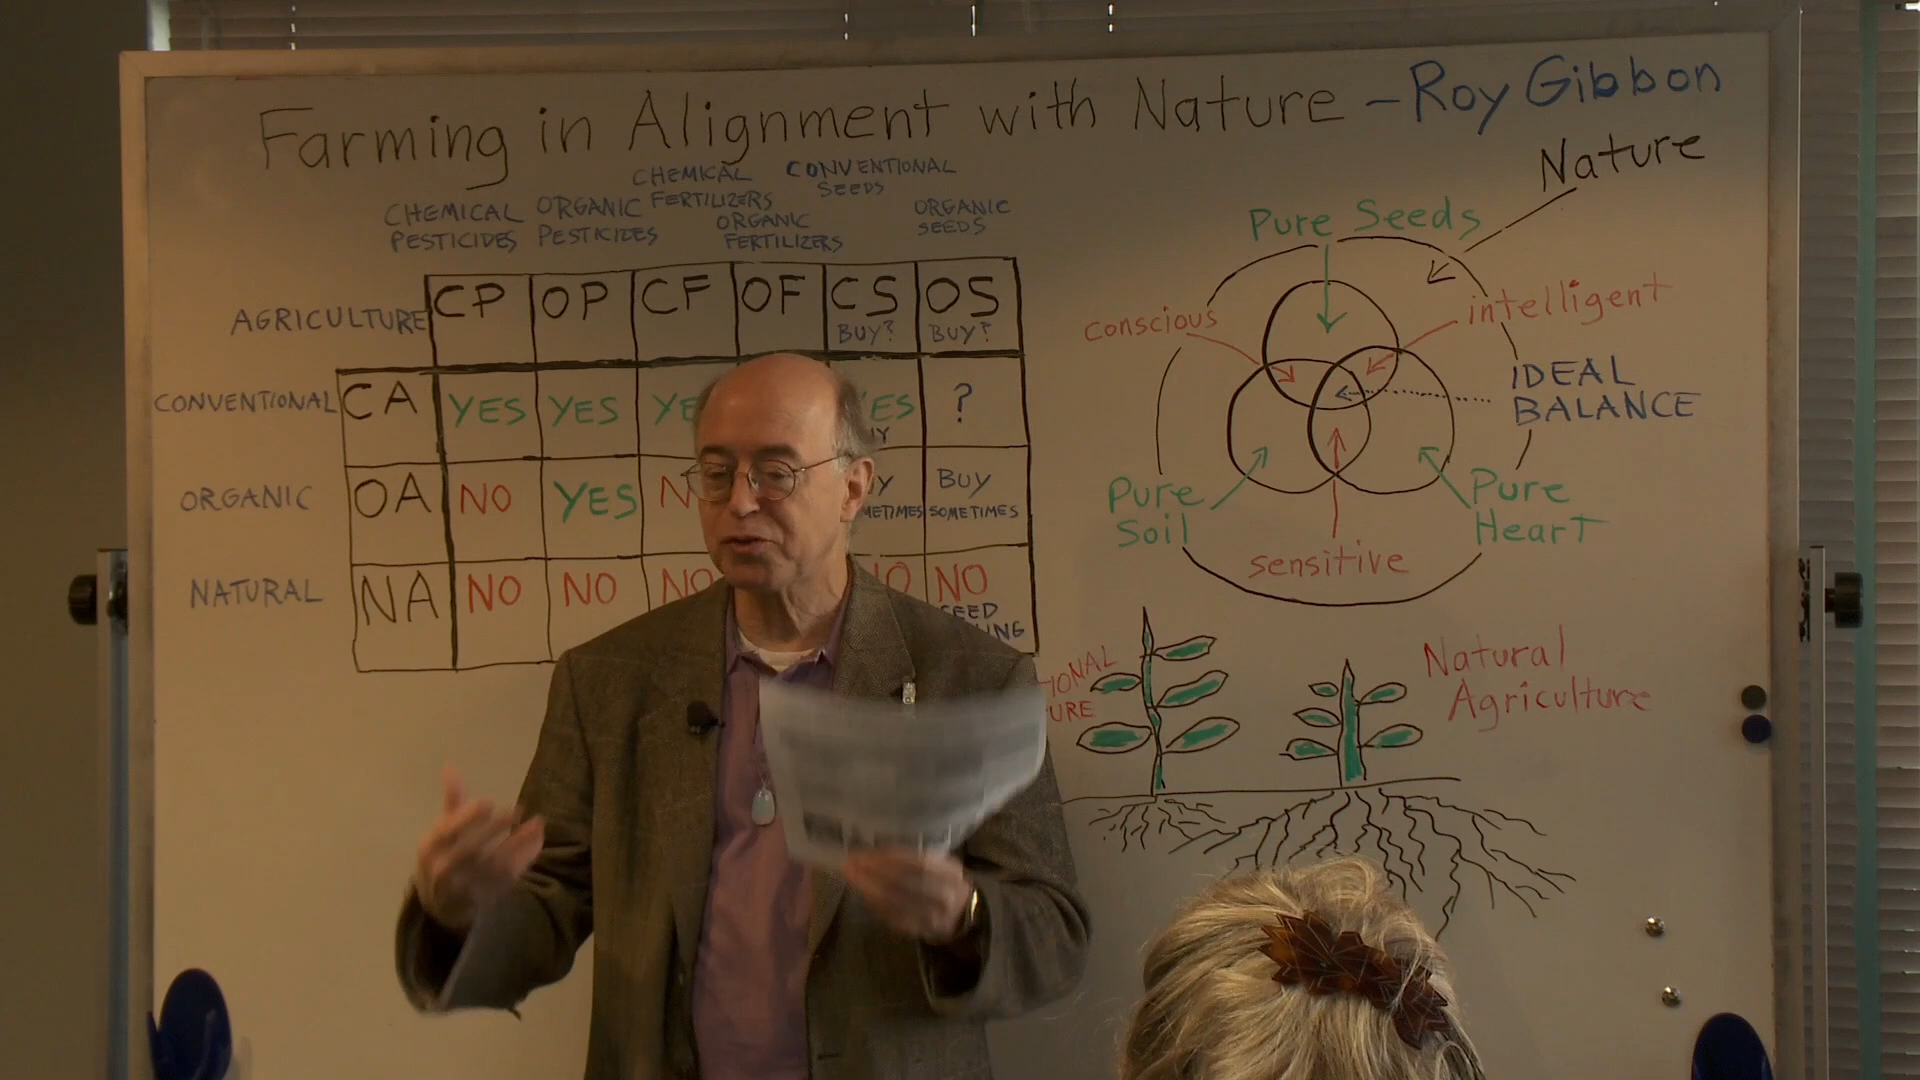 Farming in Alignment with Nature - Roy Gibbon
CHEMICAL PESTICIDES
ORGANIC PESTICIZES
CHEMICAL FERTILIZERS
ORGANIC FERTILIZERS
CONVENTIONAL SEEDS
ORGANIC SEEDS
AGRICULTURE CP OP CF OF CS OS
BUY? BUY?
CONVENTIONAL CA YES YES ?
ORGANIC OA NO YES BUY
SOMETIMES
NATURAL NA NO NO NO NO
Nature
Pure Seeds
conscious
intelligent
IDEAL
BALANCE
Pure
Soil
Pure
Heart
sensitive
Natural
Agriculture